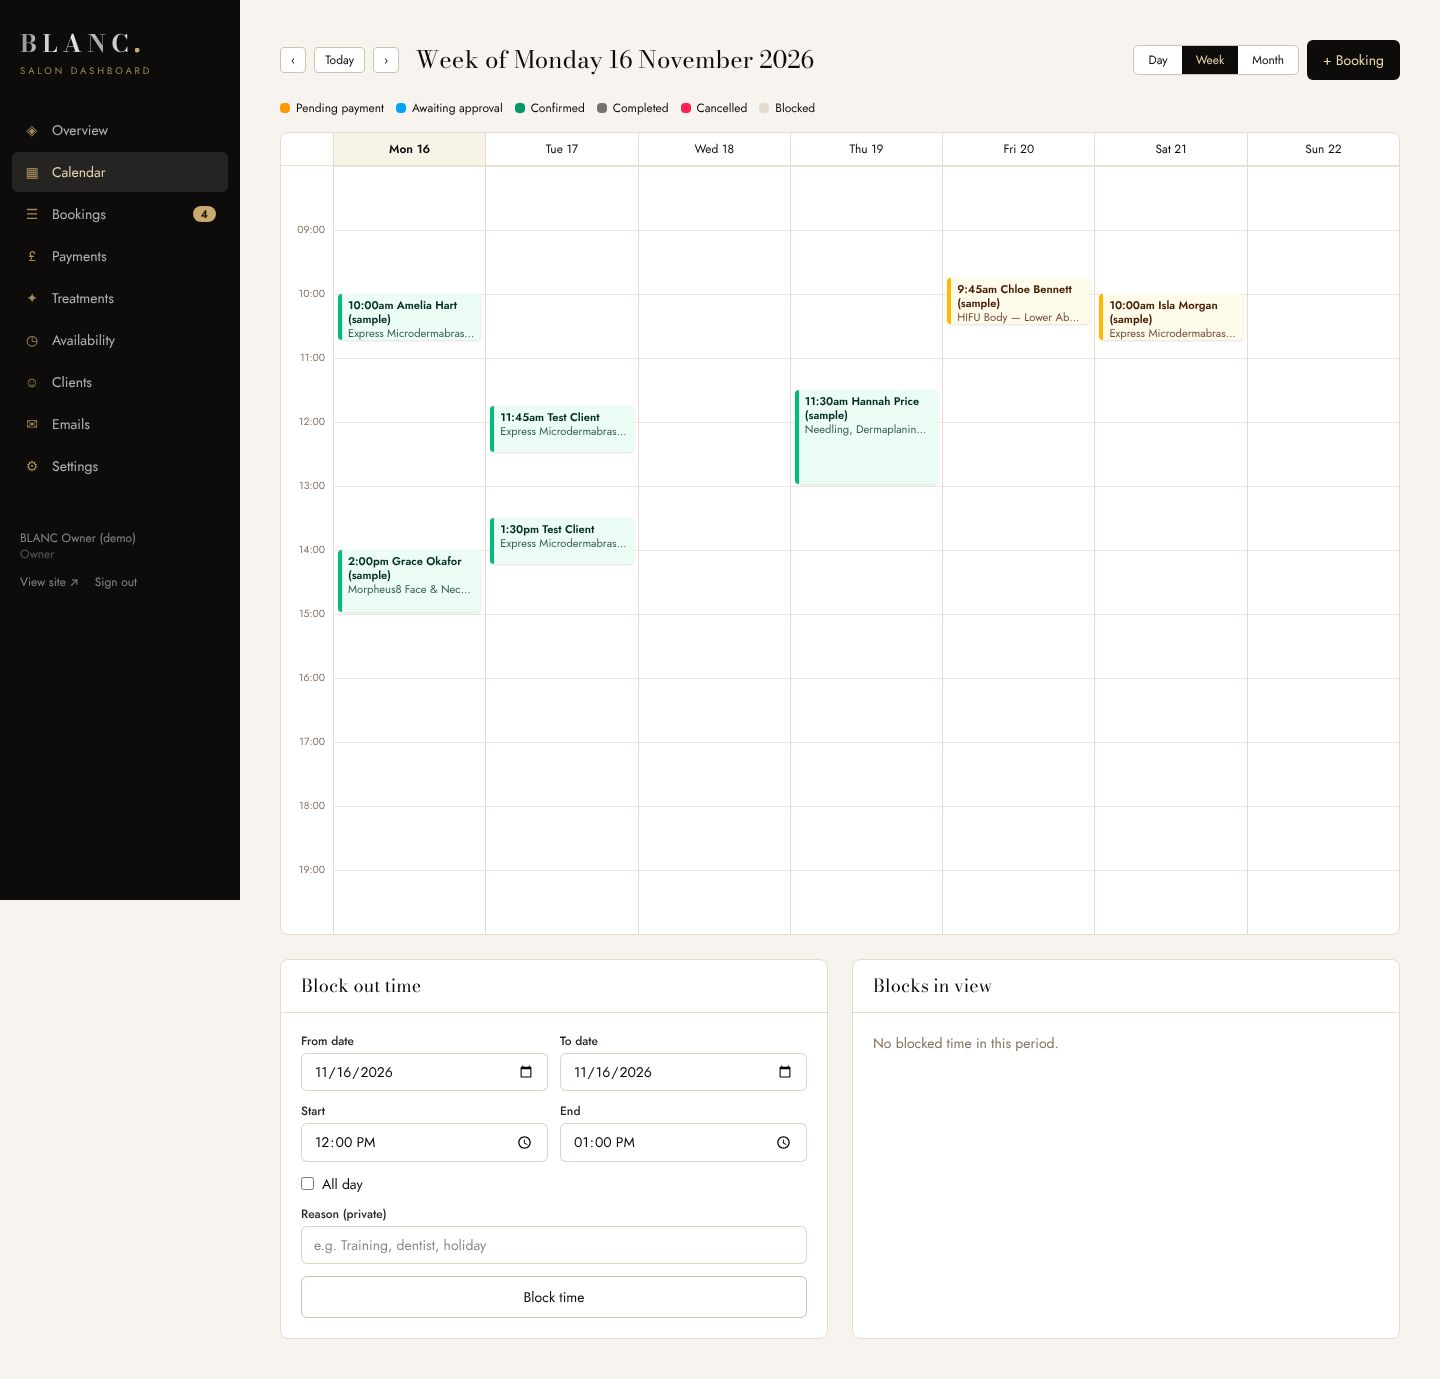 BLANC.
SALON DASHBOARD
Overview
Calendar
Bookings 4
£ Payments
Treatments
Availability
Clients
Emails
Settings
BLANC Owner (demo)
Owner
View site ↗ Sign out
‹ Today › Week of Monday 16 November 2026
Day Week Month + Booking
Pending payment Awaiting approval Confirmed Completed Cancelled Blocked
Mon 16 Tue 17 Wed 18 Thu 19 Fri 20 Sat 21 Sun 22
09:00
10:00
11:00
12:00
13:00
14:00
15:00
16:00
17:00
18:00
19:00
10:00am Amelia Hart
(sample)
Express Microdermabras...
2:00pm Grace Okafor
(sample)
Morpheus8 Face & Nec...
11:45am Test Client
Express Microdermabras...
1:30pm Test Client
Express Microdermabras...
11:30am Hannah Price
(sample)
Needling, Dermaplanin...
9:45am Chloe Bennett
(sample)
HIFU Body — Lower Ab...
10:00am Isla Morgan
(sample)
Express Microdermabras...
Block out time
From date To date
11/16/2026 11/16/2026
Start End
12:00 PM 01:00 PM
All day
Reason (private)
e.g. Training, dentist, holiday
Block time
Blocks in view
No blocked time in this period.